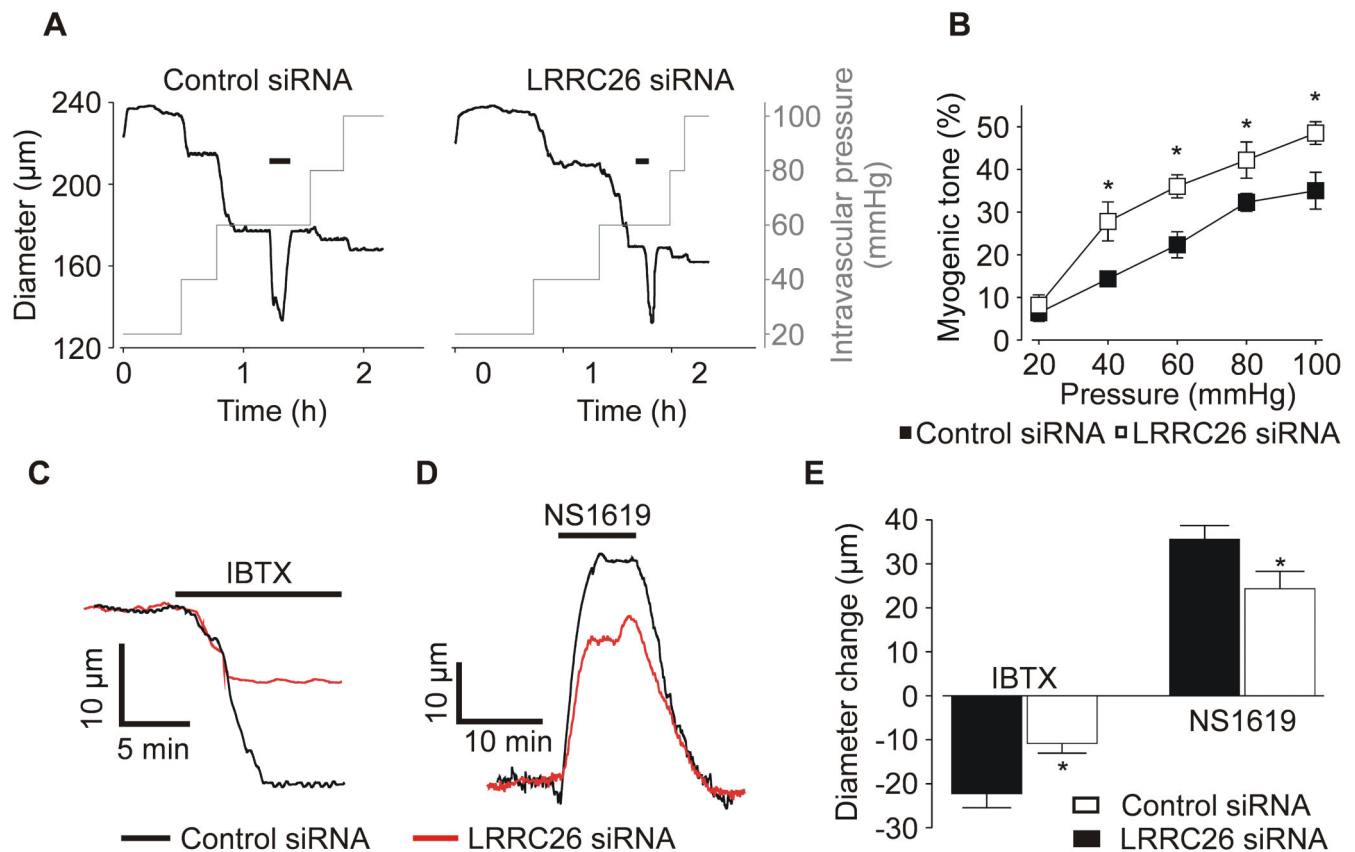 A
Control siRNA
LRRC26 siRNA
240
200
160
120
Diameter (µm)
0 1 2
Time (h)
0 1 2
Time (h)
100
80
60
40
20
Intravascular pressure
(mmHg)
B
Myogenic tone (%)
50
40
30
20
10
0
*
*
*
*
20 40 60 80 100
Pressure (mmHg)
Control siRNA LRRC26 siRNA
C
IBTX
10 µm
5 min
D
NS1619
10 µm
10 min
Control siRNA LRRC26 siRNA
E
Diameter change (µm)
40
30
20
10
0
-10
-20
-30
IBTX
*
*
NS1619
Control siRNA
LRRC26 siRNA